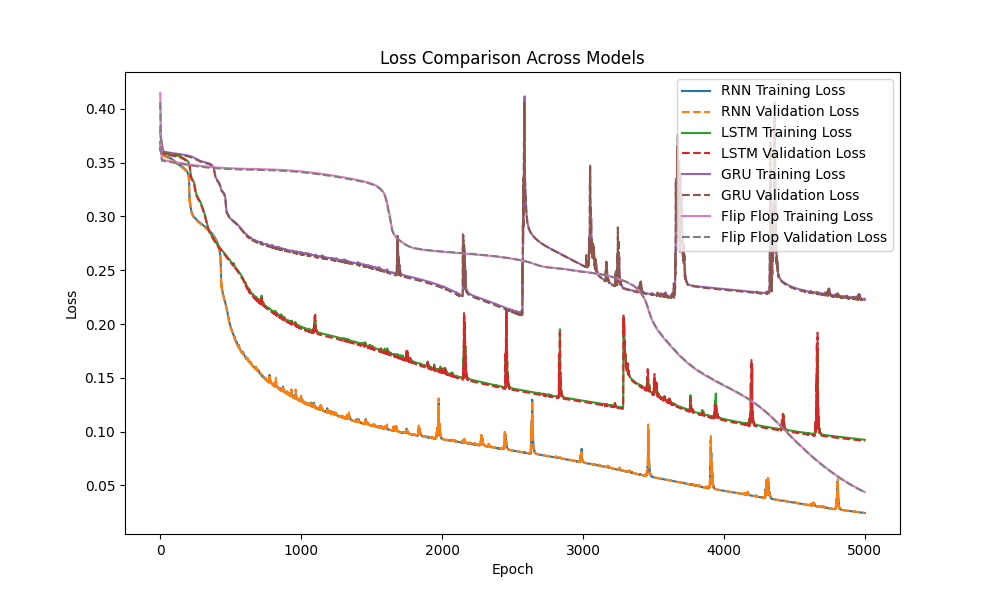 Loss Comparison Across Models
Loss
0.40
0.35
0.30
0.25
0.20
0.15
0.10
0.05
RNN Training Loss
RNN Validation Loss
LSTM Training Loss
LSTM Validation Loss
GRU Training Loss
GRU Validation Loss
Flip Flop Training Loss
Flip Flop Validation Loss
0 1000 2000 3000 4000 5000
Epoch